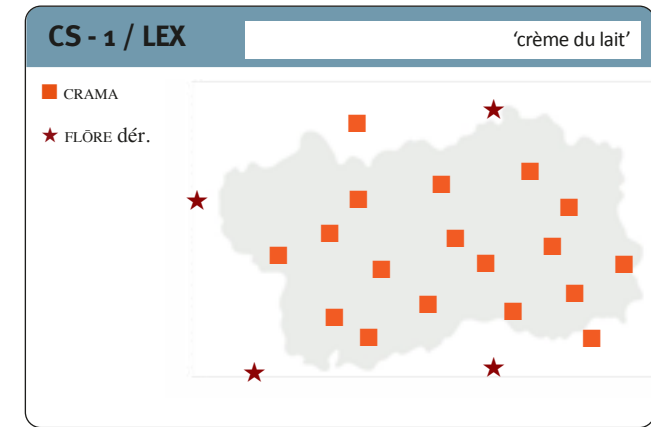 CS - 1 / LEX
‘crème du lait’
CRAMA
FLŌRE dér.